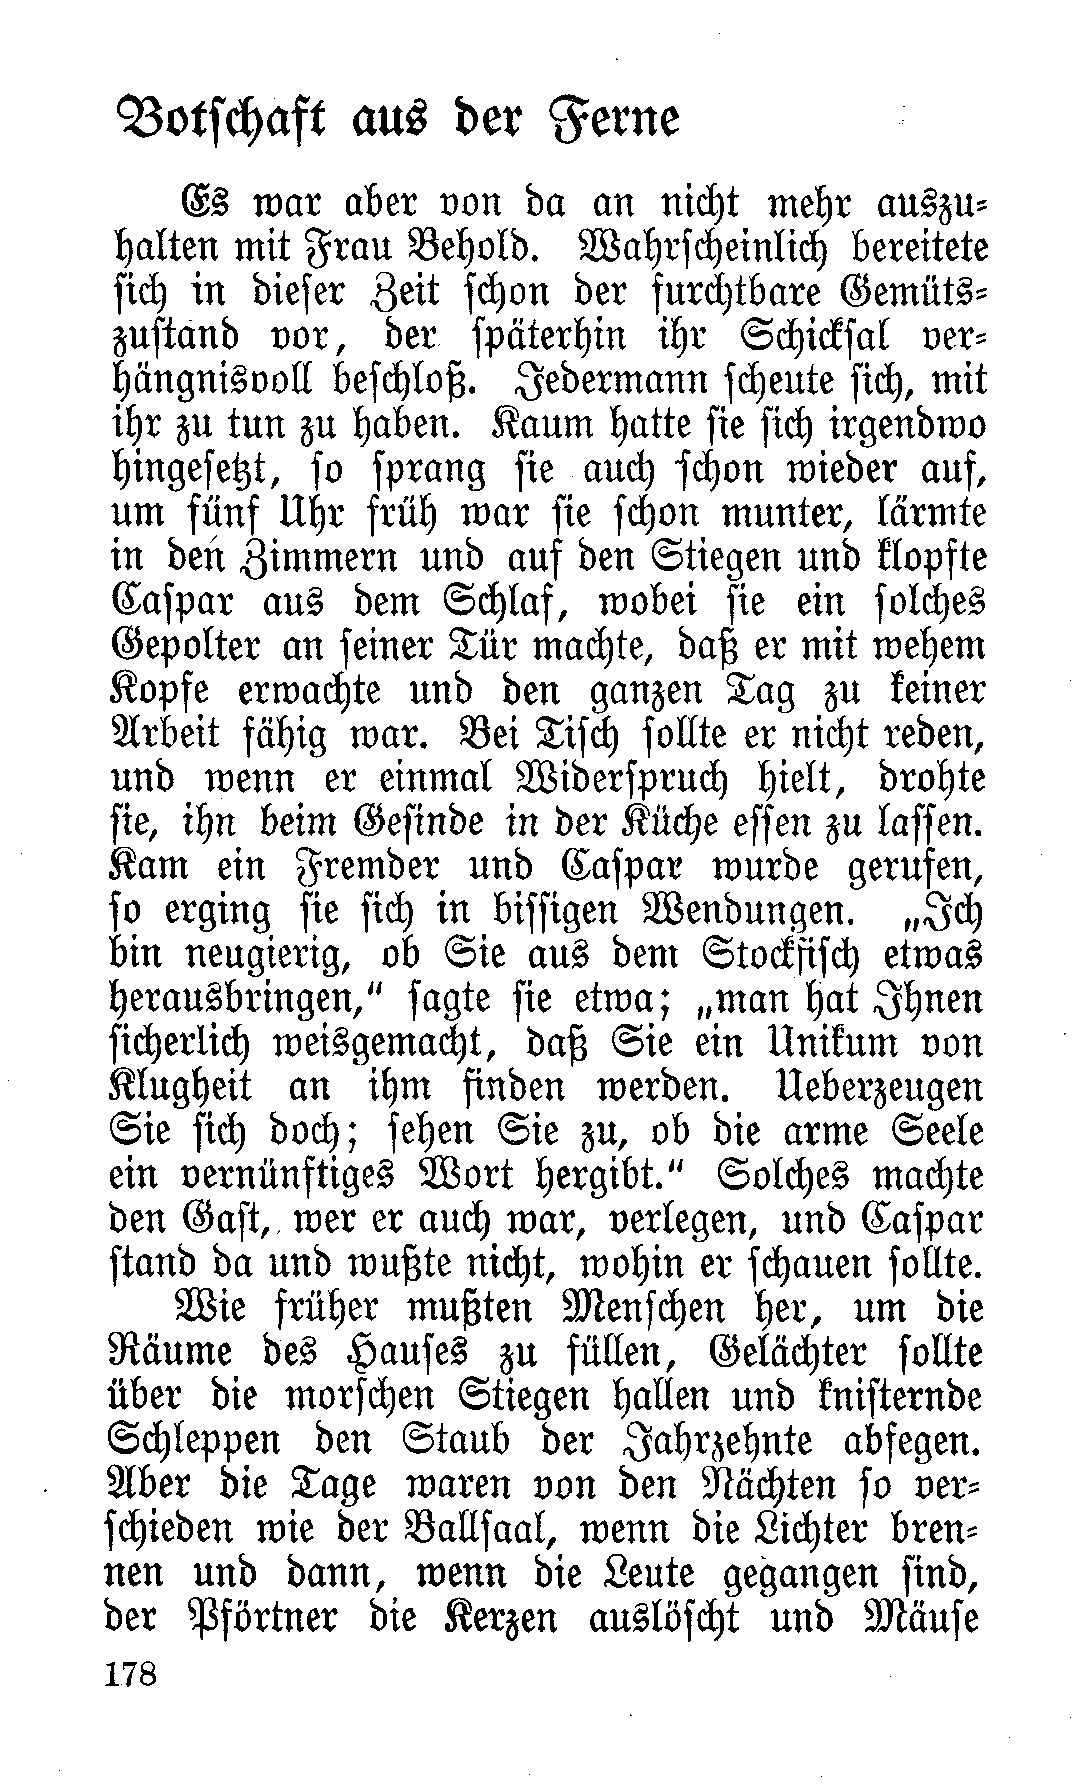 Botschaft aus der Ferne
Es war aber von da an nicht mehr auszu-
halten mit Frau Behold. Wahrscheinlich bereitete
sich in dieser Zeit schon der furchtbare Gemüts-
zustand vor, der späterhin ihr Schicksal ver-
hängnisvoll beschloß. Jedermann scheute sich, mit
ihr zu tun zu haben. Kaum hatte sie sich irgendwo
hingesetzt, so sprang sie auch schon wieder auf,
um fünf Uhr früh war sie schon munter, lärmte
in den Zimmern und auf den Stiegen und klopfte
Caspar aus dem Schlaf, wobei sie ein solches
Gepolter an seiner Tür machte, daß er mit wehem
Kopfe erwachte und den ganzen Tag zu keiner
Arbeit fähig war. Bei Tisch sollte er nicht reden,
und wenn er einmal Widerspruch hielt, drohte
sie, ihn beim Gesinde in der Küche essen zu lassen.
Kam ein Fremder und Caspar wurde gerufen,
so erging sie sich in bissigen Wendungen. „Ich
bin neugierig, ob Sie aus dem Stockfisch etwas
herausbringen,“ sagte sie etwa; „man hat Ihnen
sicherlich weisgemacht, daß Sie ein Unikum von
Klugheit an ihm finden werden. Ueberzeugen
Sie sich doch; sehen Sie zu, ob die arme Seele
ein vernünftiges Wort hergibt.“ Solches machte
den Gast, wer er auch war, verlegen, und Caspar
stand da und wußte nicht, wohin er schauen sollte.
Wie früher mußten Menschen her, um die
Räume des Hauses zu füllen, Gelächter sollte
über die morschen Stiegen hallen und knisternde
Schleppen den Staub der Jahrzehnte abfegen.
Aber die Tage waren von den Nächten so ver-
schieden wie der Ballsaal, wenn die Lichter bren-
nen und dann, wenn die Leute gegangen sind,
der Pförtner die Kerzen auslöscht und Mäuse
178